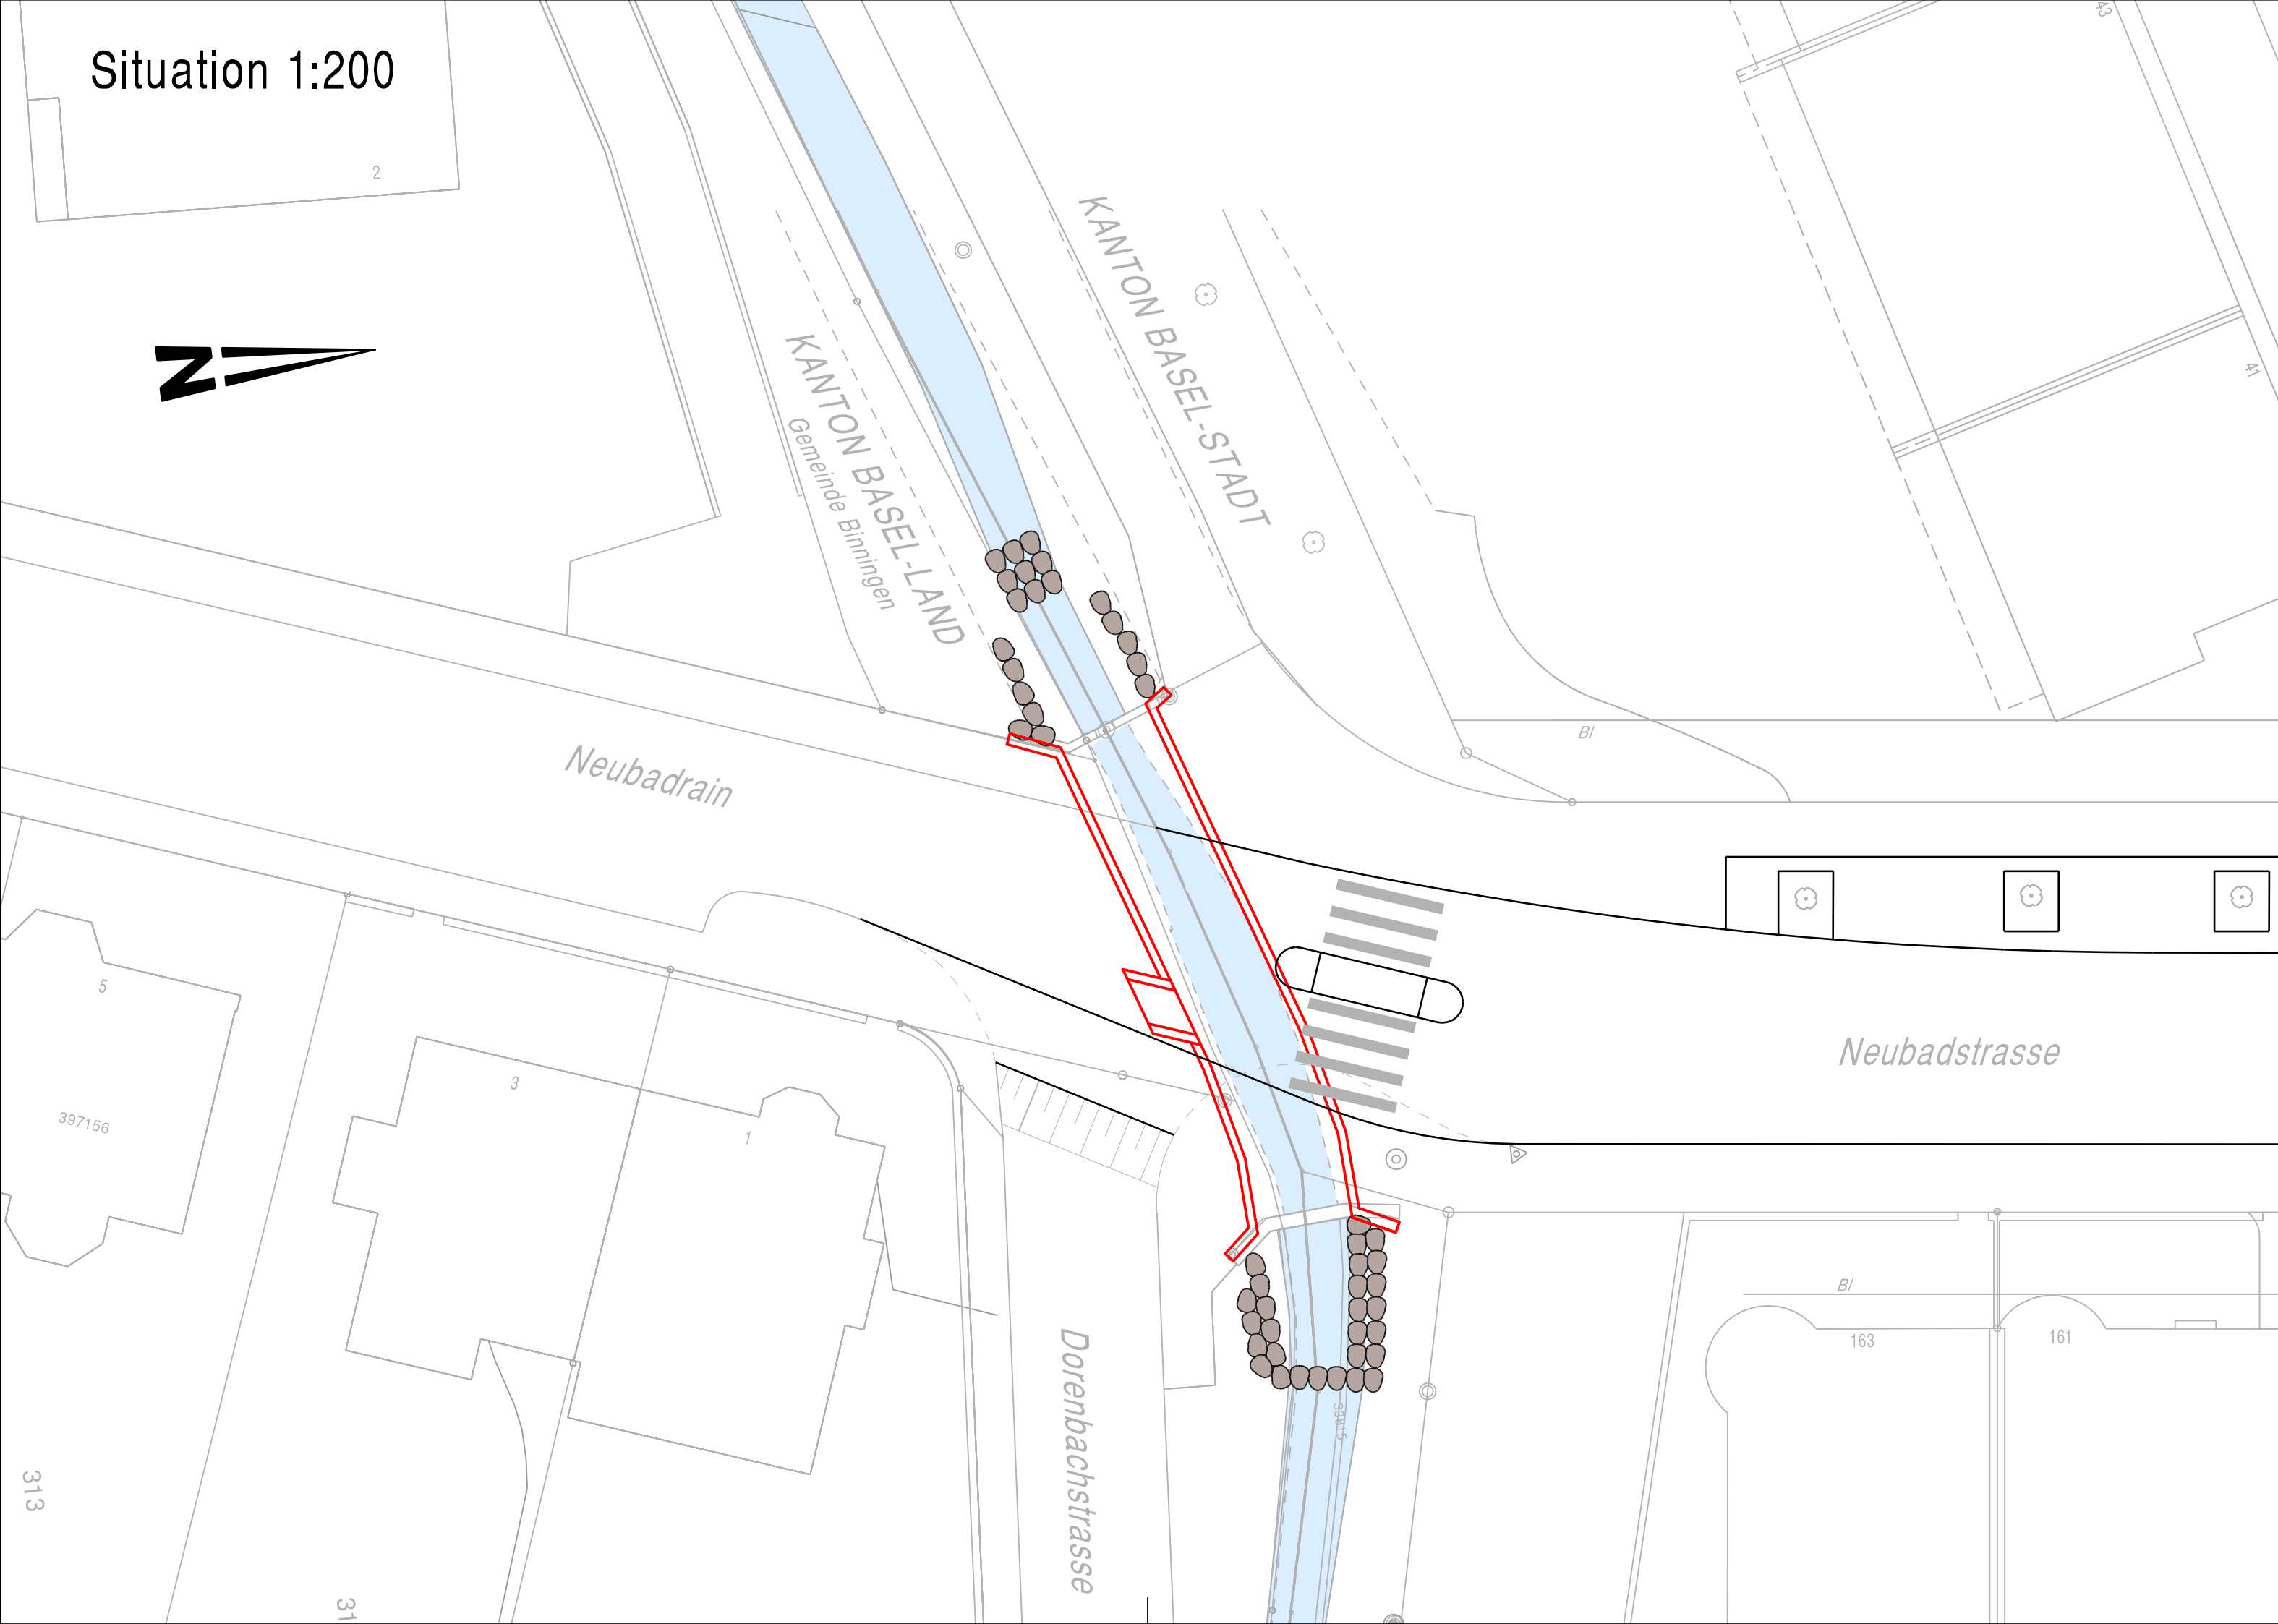 Situation 1:200
2
43
41
N
KANTON BASEL-STADT
KANTON BASEL-LAND
Gemeinde Binningen
Neubadrain
Bl
Neubadstrasse
5
3
1
397156
Bl
163
161
Dorenbachstrasse
313
31